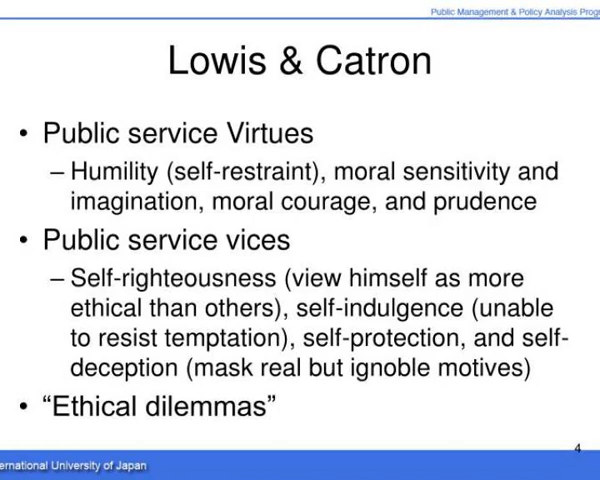 Public Management & Policy Analysis
Lowis & Catron
• Public service Virtues
– Humility (self-restraint), moral sensitivity and
imagination, moral courage, and prudence
• Public service vices
– Self-righteousness (view himself as more
ethical than others), self-indulgence (unable
to resist temptation), self-protection, and self-
deception (mask real but ignoble motives)
• “Ethical dilemmas”
4
University of Japan